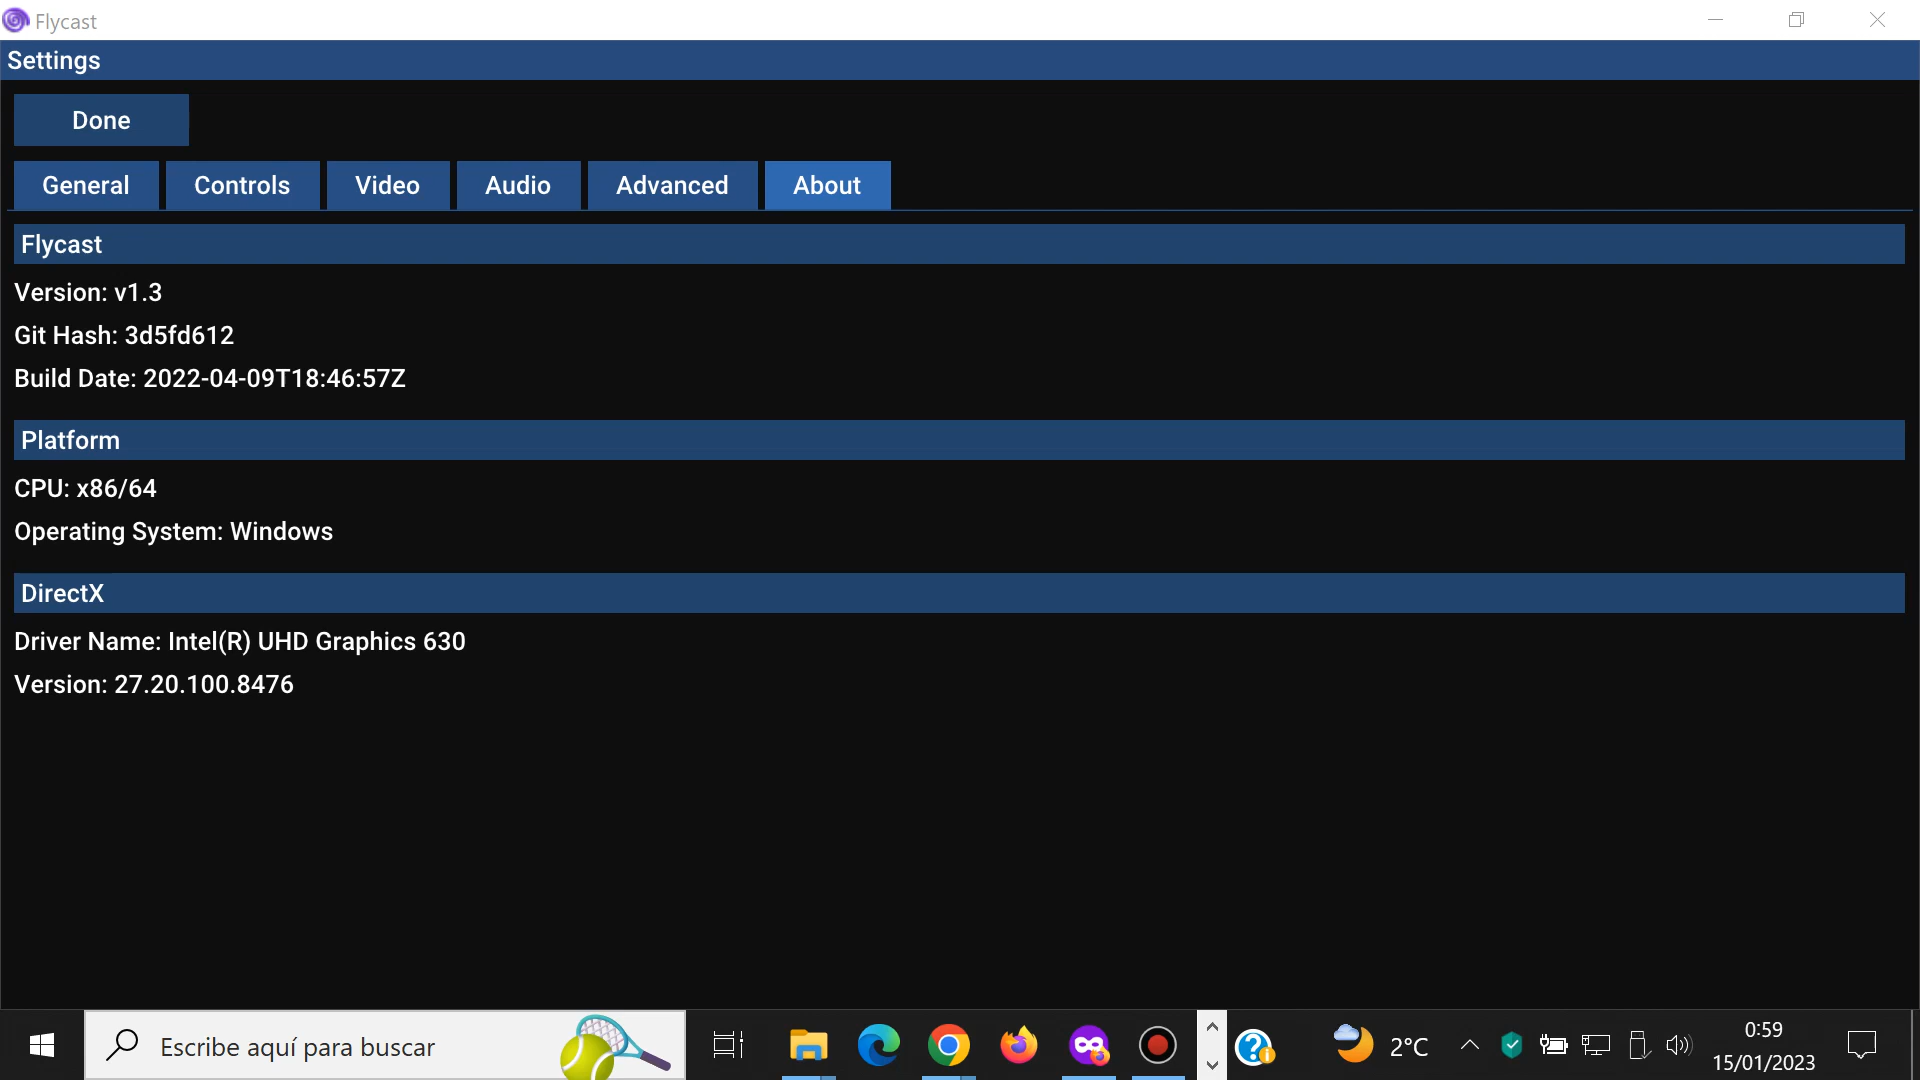 Flycast
Settings
Done
General Controls Video Audio Advanced About
Flycast
Version: v1.3
Git Hash: 3d5fd612
Build Date: 2022-04-09T18:46:57Z
Platform
CPU: x86/64
Operating System: Windows
DirectX
Driver Name: Intel(R) UHD Graphics 630
Version: 27.20.100.8476
Escribe aquí para buscar
2°C
0:59
15/01/2023